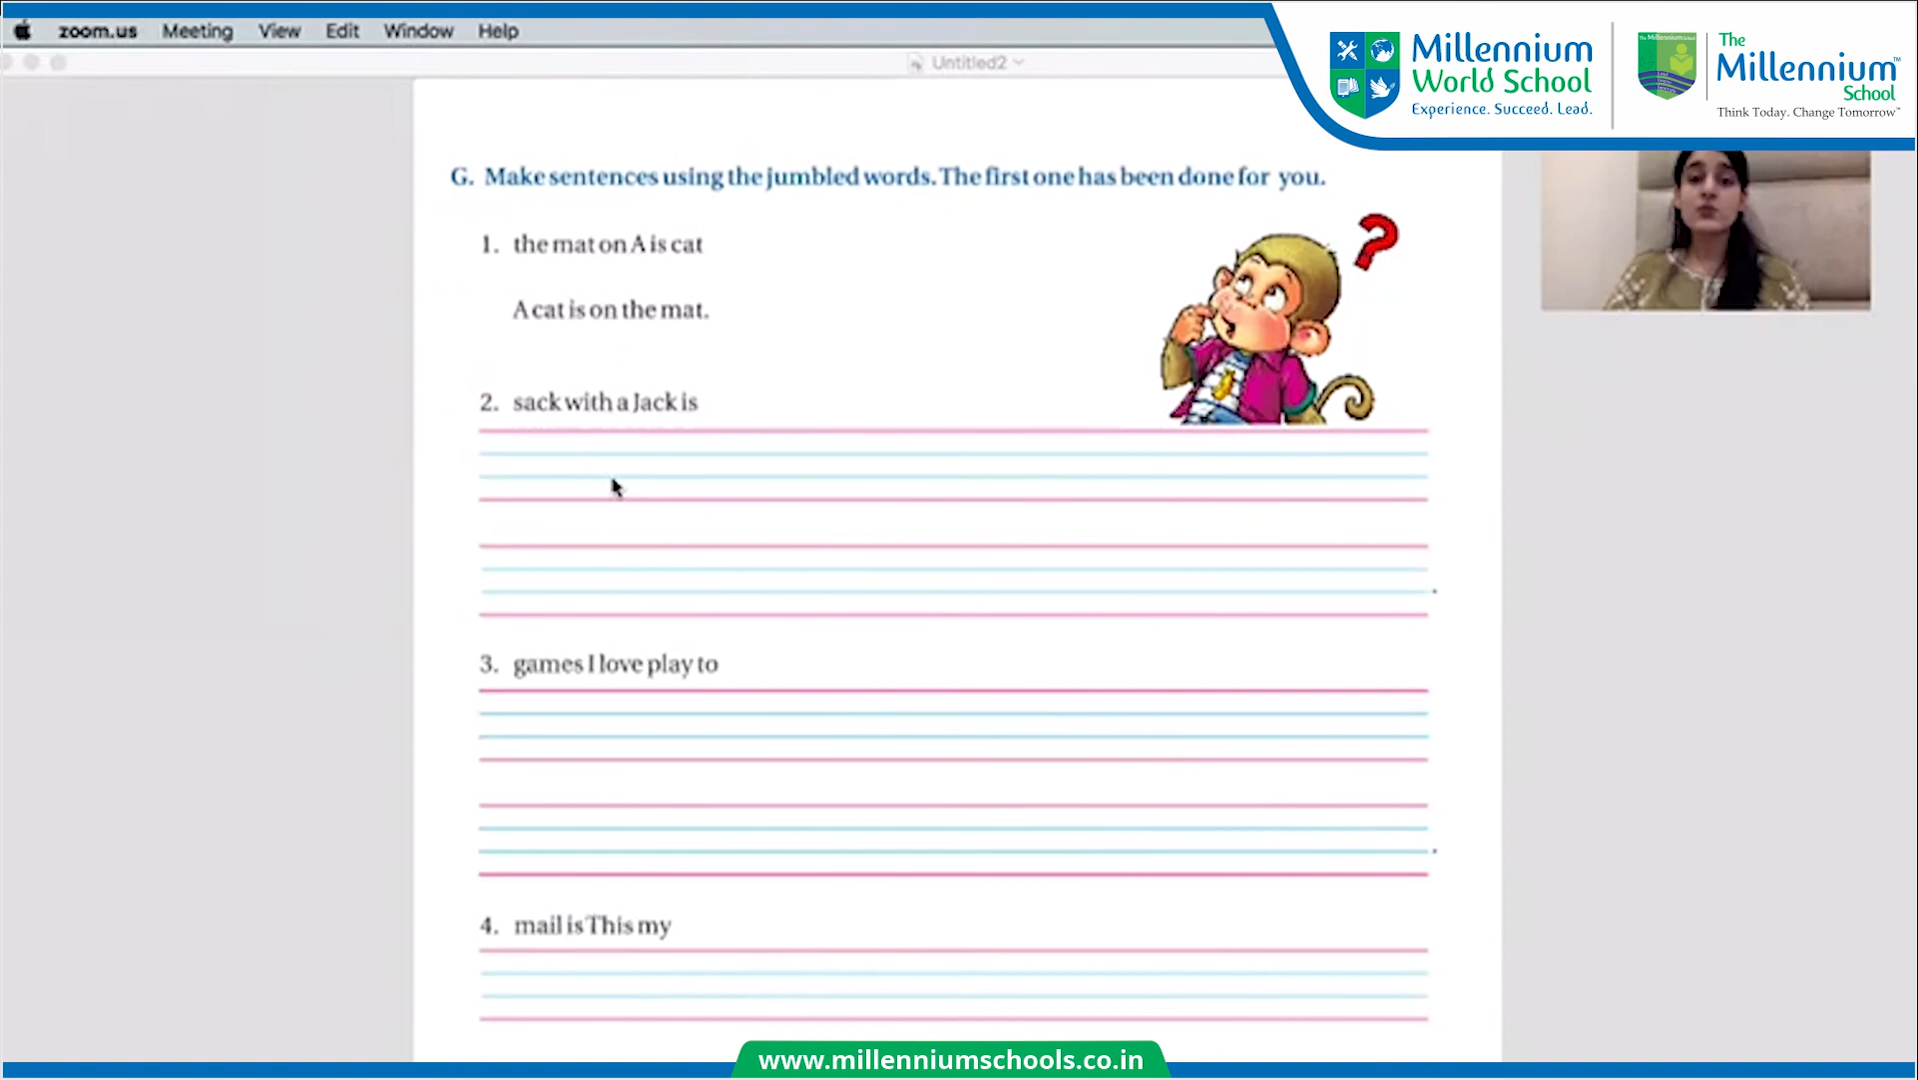 zoom.us Meeting View Edit Window Help
Untitled2
Millennium
World School
Experience. Succeed. Lead.
The
Millennium™
School
Think Today. Change Tomorrow™
G. Make sentences using the jumbled words. The first one has been done for you.
1. the mat on A is cat
A cat is on the mat.
2. sack with a Jack is
.
3. games I love play to
.
4. mail is This my
www.millenniumschools.co.in